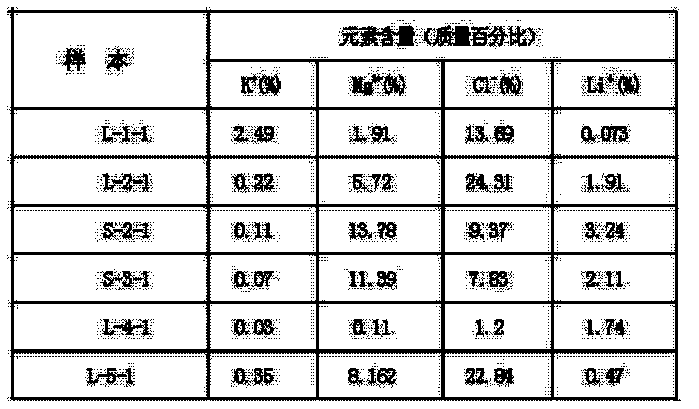 样 本 元素含量（质量百分比）
K⁺(%) Mg⁺(%) Cl⁻(%) Li⁺(%)
L-1-1 2.49 1.91 13.69 0.073
L-2-1 0.22 5.72 24.31 1.91
S-2-1 0.11 13.78 9.37 3.24
S-3-1 0.07 11.39 7.83 2.11
L-4-1 0.03 0.11 1.2 1.74
L-5-1 0.35 8.162 22.84 0.47